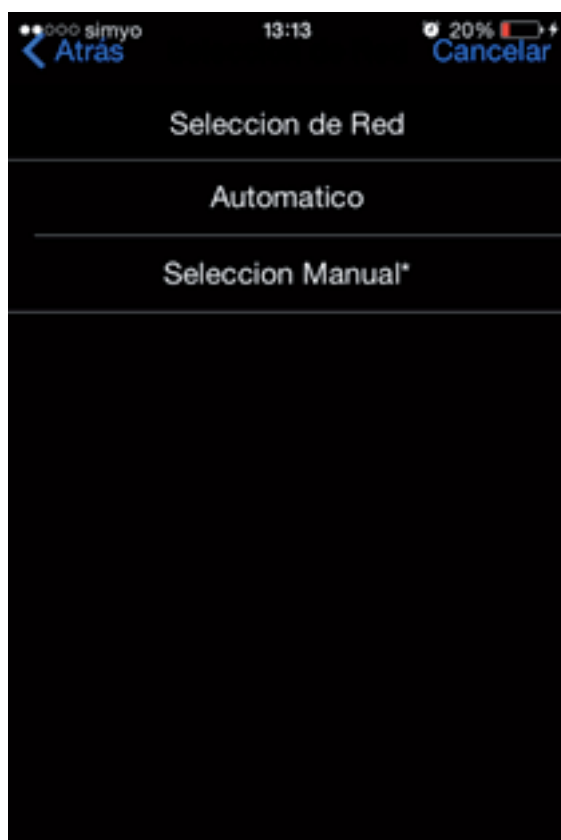 simyo 13:13 20%
Atrás Cancelar
Seleccion de Red
Automatico
Seleccion Manual*